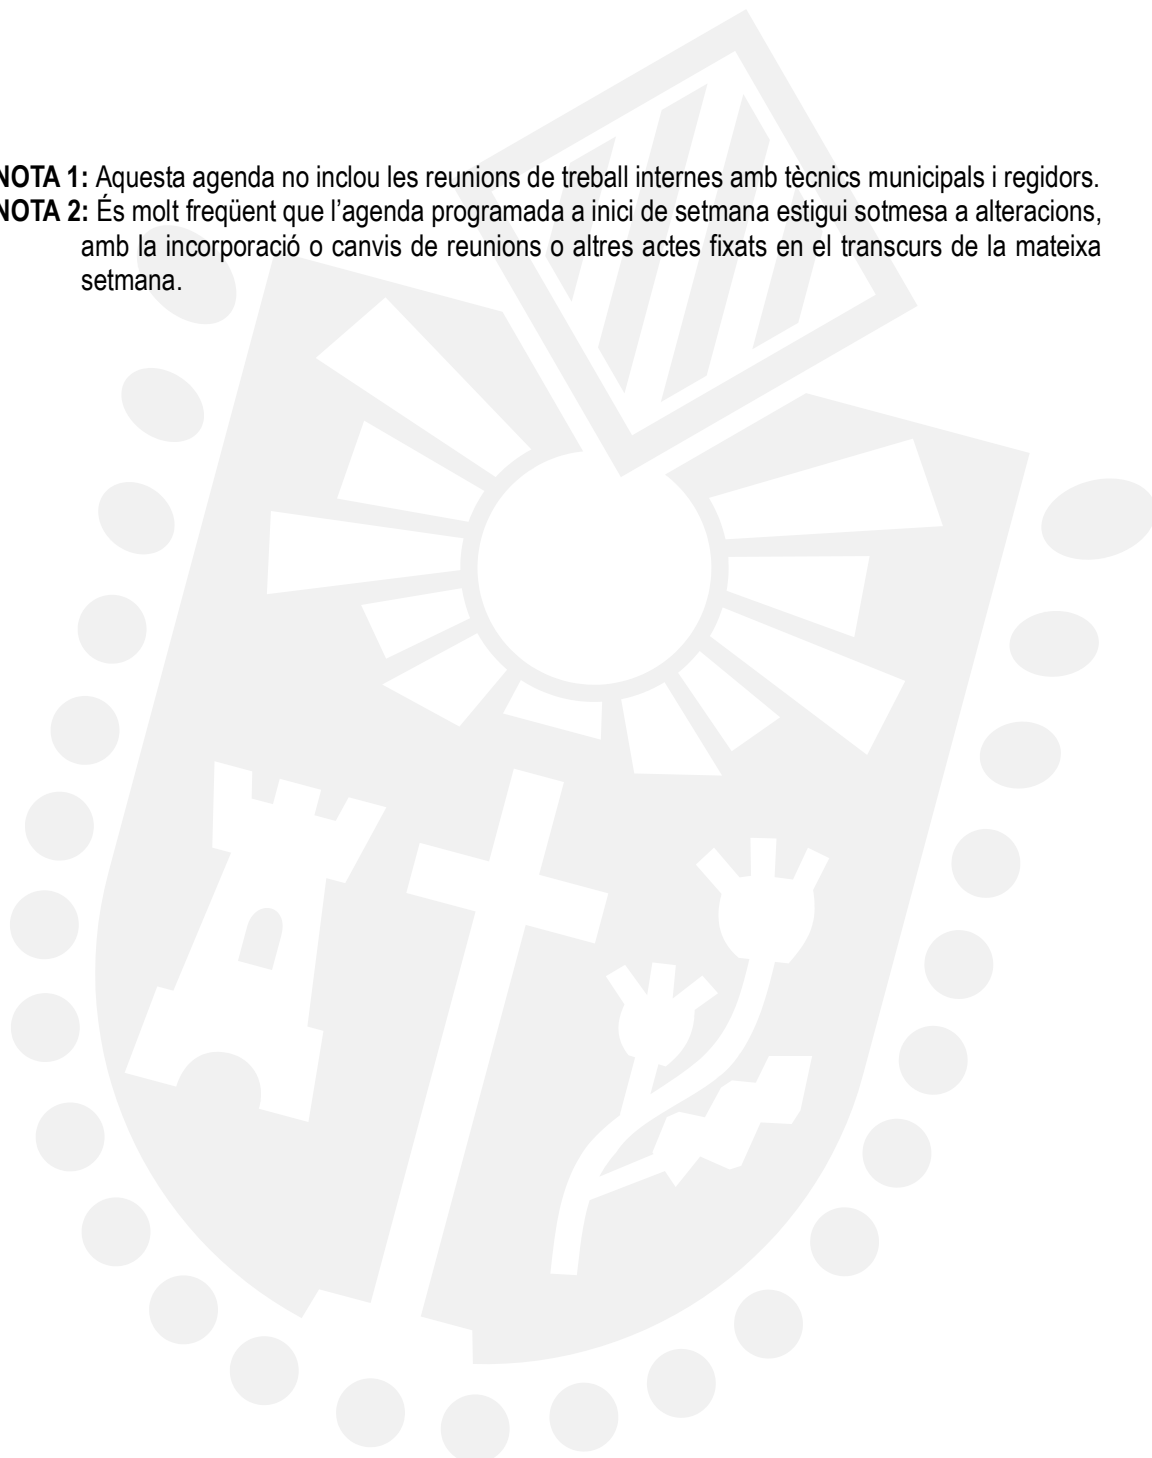 NOTA 1: Aquesta agenda no inclou les reunions de treball internes amb tècnics municipals i regidors.
NOTA 2: És molt freqüent que l’agenda programada a inici de setmana estigui sotmesa a alteracions,
amb la incorporació o canvis de reunions o altres actes fixats en el transcurs de la mateixa
setmana.